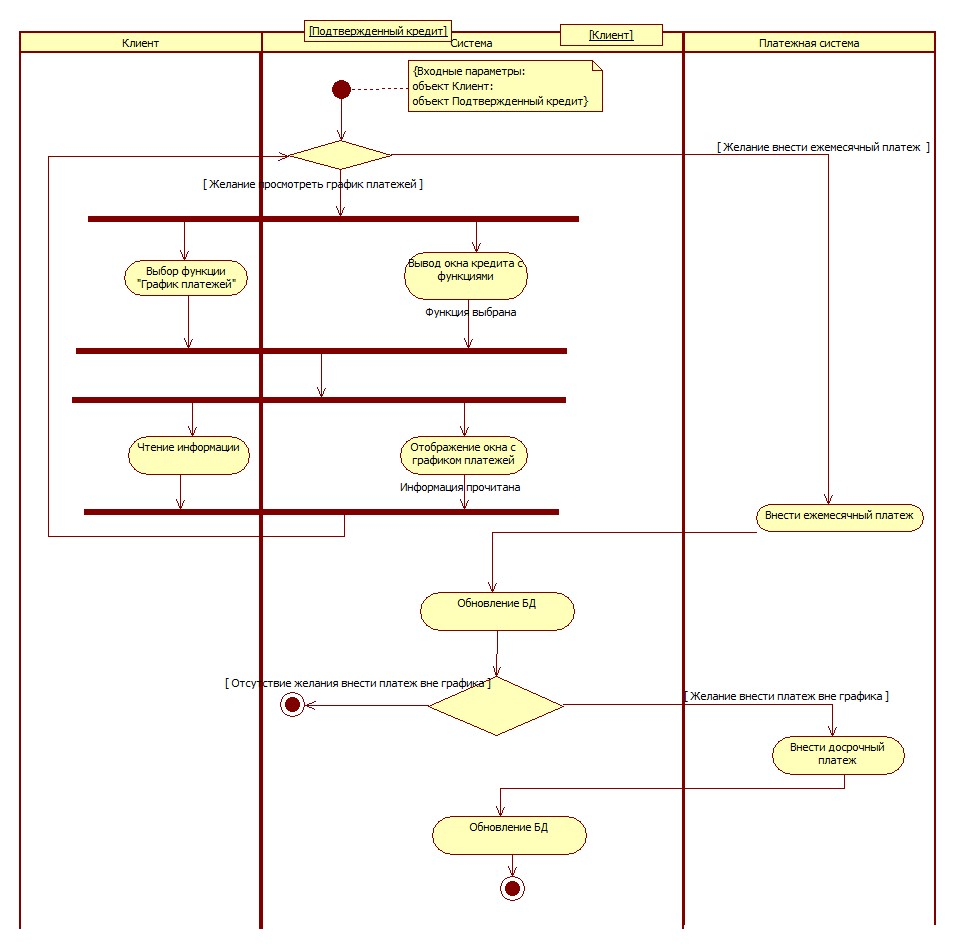 [Подтвержденный кредит]
[Клиент]
Клиент
Система
Платежная система
{Входные параметры:
объект Клиент:
объект Подтвержденный кредит}
[ Желание внести ежемесячный платеж ]
[ Желание просмотреть график платежей ]
Выбор функции
"График платежей"
Вывод окна кредита с
функциями
Функция выбрана
Чтение информации
Отображение окна с
графиком платежей
Информация прочитана
Внести ежемесячный платеж
Обновление БД
[ Отсутствие желания внести платеж вне графика ]
[ Желание внести платеж вне графика ]
Внести досрочный
платеж
Обновление БД